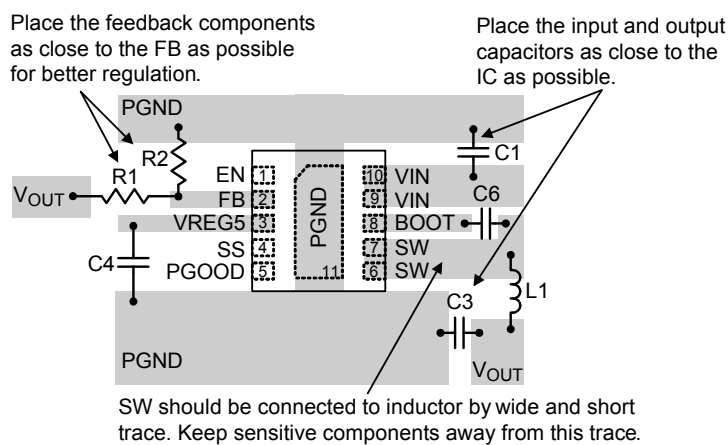 Place the feedback components
as close to the FB as possible
for better regulation.
Place the input and output
capacitors as close to the
IC as possible.
PGND
R2
R1
VOUT
C1
EN 1
10 VIN
FB 2
9 VIN
C6
VREG5 3
8 BOOT
PGND
SS 4
7 SW
C4
PGOOD 5
11
6 SW
C3
L1
PGND
VOUT
SW should be connected to inductor by wide and short
trace. Keep sensitive components away from this trace.